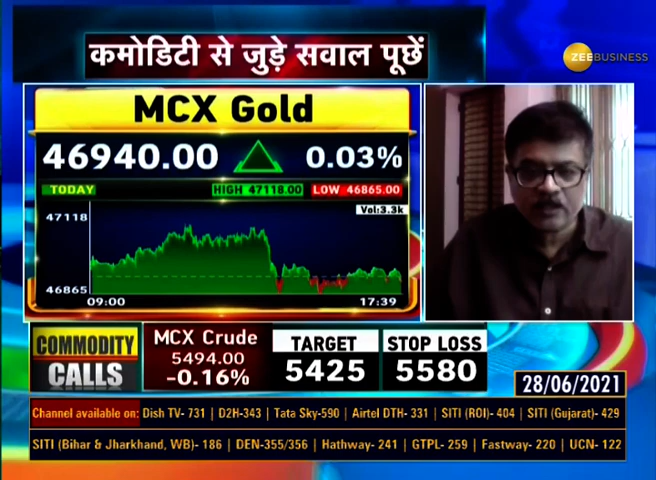 कमोडिटी से जुड़े सवाल पूछें
ZEEBUSINESS
MCX Gold
46940.00 0.03%
TODAY HIGH 47118.00 LOW 46865.00
Vol:3.3k
47118
46865
09:00 17:39
COMMODITY CALLS
MCX Crude
5494.00
-0.16%
TARGET
5425
STOP LOSS
5580
28/06/2021
Channel available on: Dish TV- 731 | D2H-343 | Tata Sky-590 | Airtel DTH- 331 | SITI (ROI)- 404 | SITI (Gujarat)- 429
SITI (Bihar & Jharkhand, WB)- 186 | DEN-355/356 | Hathway- 241 | GTPL- 259 | Fastway- 220 | UCN- 122